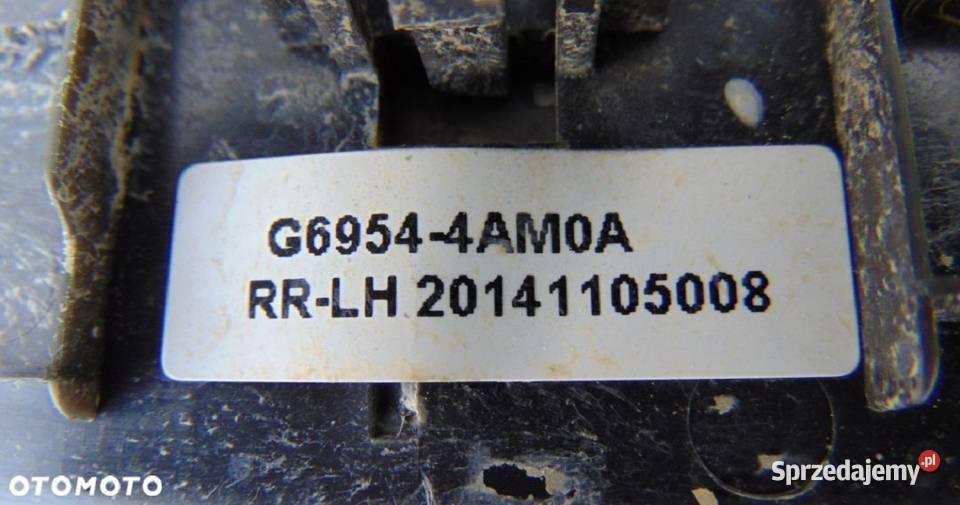 G6954-4AM0A
RR-LH 20141105008
OTOMOTO
Sprzedajemy.pl